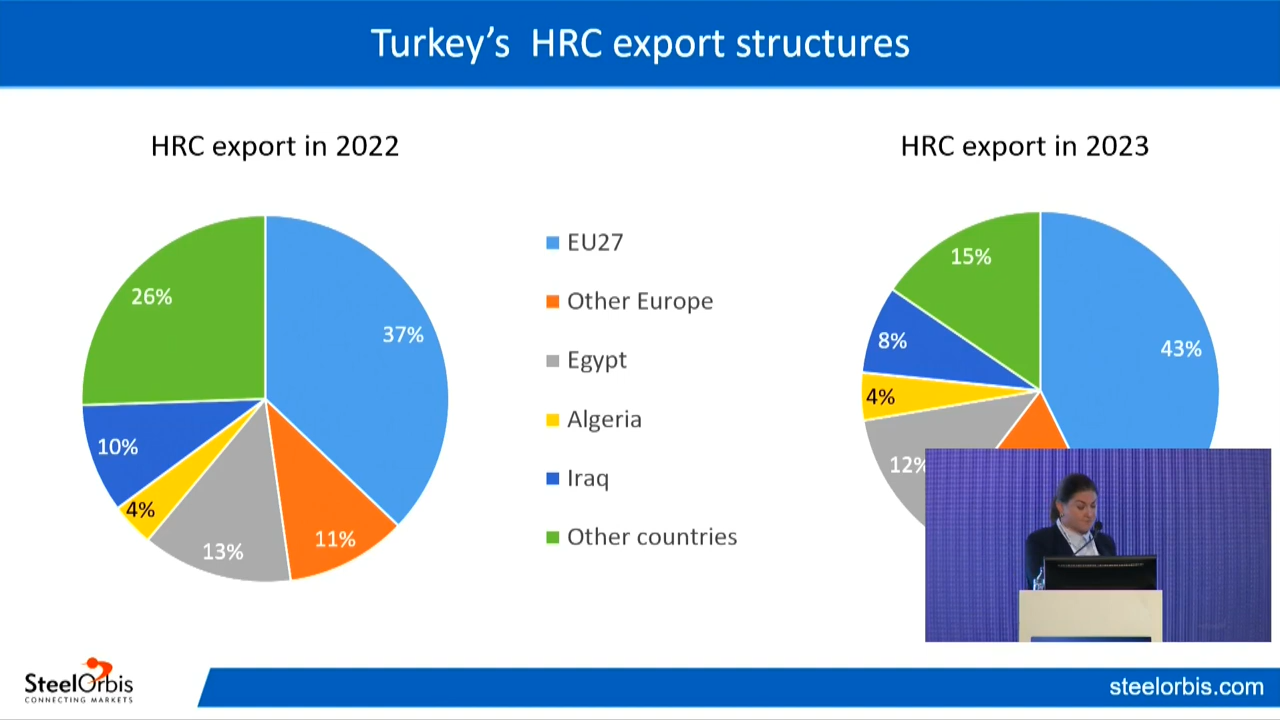 Turkey's HRC export structures
HRC export in 2022
HRC export in 2023
26%
37%
10%
4%
13%
11%
EU27
Other Europe
Egypt
Algeria
Iraq
Other countries
15%
43%
8%
4%
12%
SteelOrbis
CONNECTING MARKETS
steelorbis.com